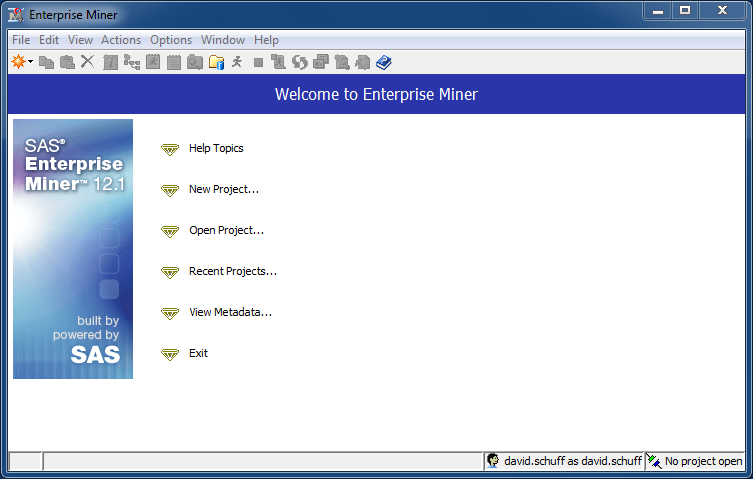 Enterprise Miner
File Edit View Actions Options Window Help
Welcome to Enterprise Miner
SAS®
Enterprise
Miner™ 12.1
built by
powered by
SAS
Help Topics
New Project...
Open Project...
Recent Projects...
View Metadata...
Exit
david.schuff as david.schuff No project open